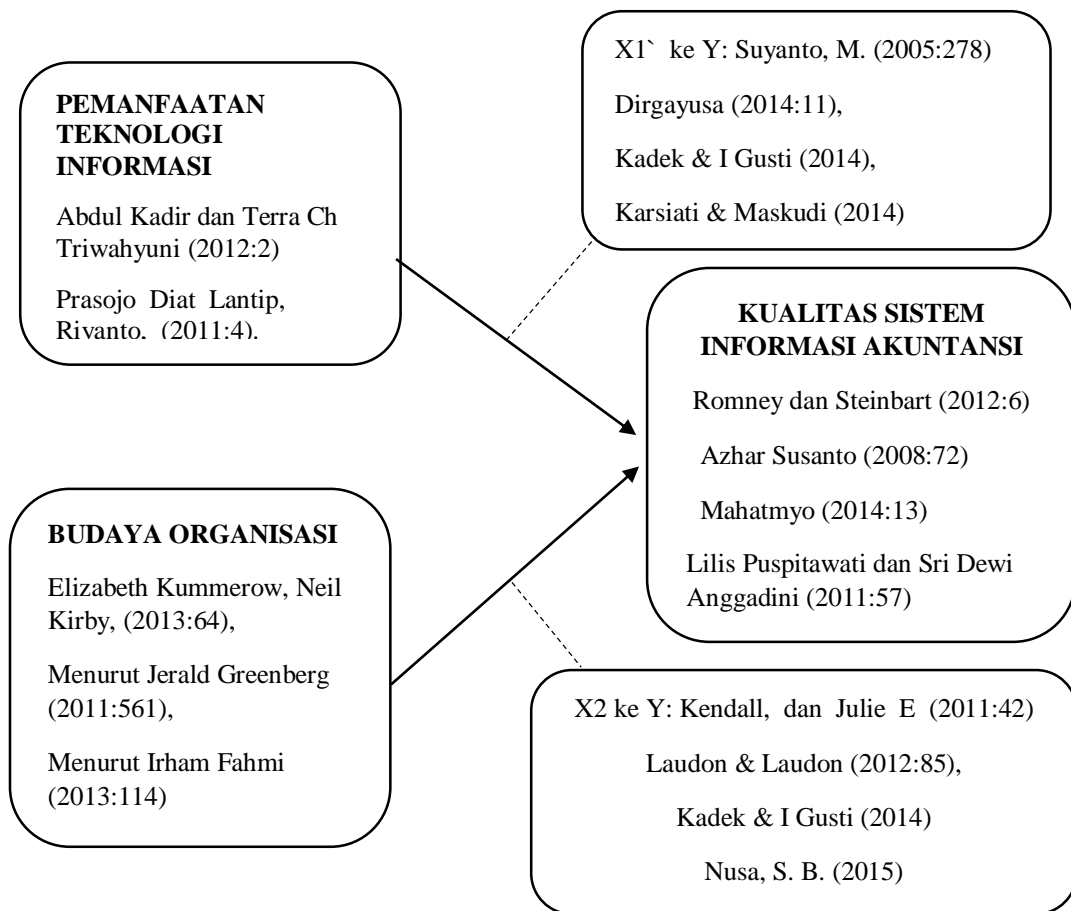 PEMANFAATAN
TEKNOLOGI
INFORMASI
Abdul Kadir dan Terra Ch
Triwahyuni (2012:2)
Prasojo Diat Lantip,
Riyanto. (2011:4).
X1` ke Y: Suyanto, M. (2005:278)
Dirgayusa (2014:11),
Kadek & I Gusti (2014),
Karsiati & Maskudi (2014)
KUALITAS SISTEM
INFORMASI AKUNTANSI
Romney dan Steinbart (2012:6)
Azhar Susanto (2008:72)
Mahatmyo (2014:13)
Lilis Puspitawati dan Sri Dewi
Anggadini (2011:57)
BUDAYA ORGANISASI
Elizabeth Kummerow, Neil
Kirby, (2013:64),
Menurut Jerald Greenberg
(2011:561),
Menurut Irham Fahmi
(2013:114)
X2 ke Y: Kendall, dan Julie E (2011:42)
Laudon & Laudon (2012:85),
Kadek & I Gusti (2014)
Nusa, S. B. (2015)